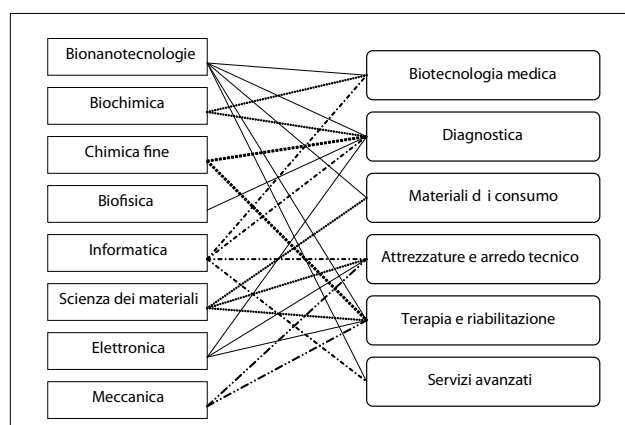 Bionanotecnologie
Biochimica
Chimica fine
Biofisica
Informatica
Scienza dei materiali
Elettronica
Meccanica
Biotecnologia medica
Diagnostica
Materiali d i consumo
Attrezzature e arredo tecnico
Terapia e riabilitazione
Servizi avanzati